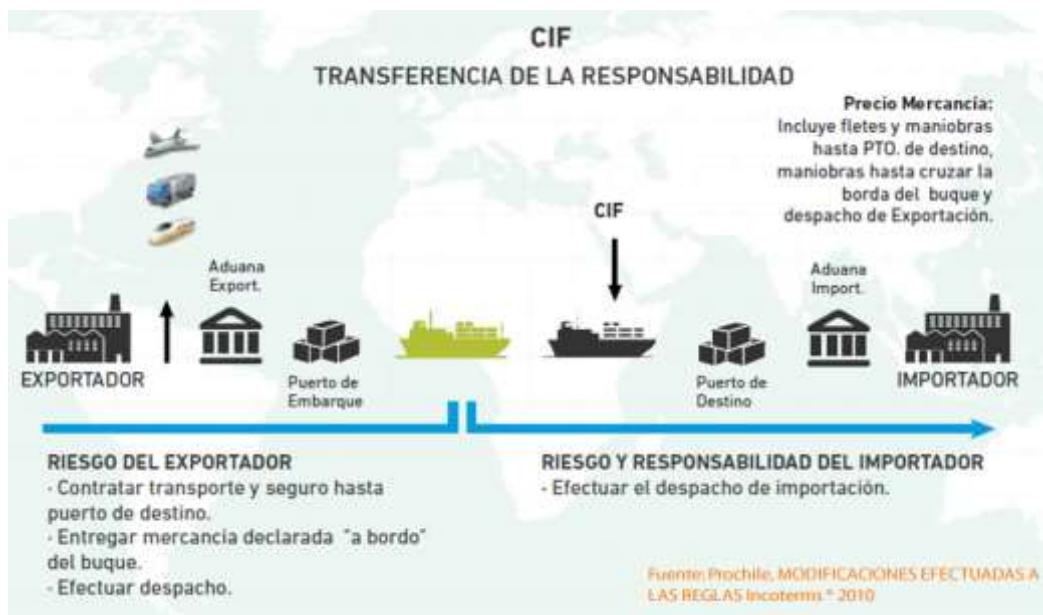 CIF
TRANSFERENCIA DE LA RESPONSABILIDAD
Precio Mercancía:
Incluye fletes y maniobras
hasta PTO. de destino,
maniobras hasta cruzar la
borda del buque y
despacho de Exportación.
CIF
Aduana
Export.
Aduana
Import.
EXPORTADOR
Puerto de
Embarque
Puerto de
Destino
IMPORTADOR
RIESGO DEL EXPORTADOR
· Contratar transporte y seguro hasta
puerto de destino.
· Entregar mercancía declarada "a bordo"
del buque.
· Efectuar despacho.
RIESGO Y RESPONSABILIDAD DEL IMPORTADOR
· Efectuar el despacho de importación.
Fuente: Prochile, MODIFICACIONES EFECTUADAS A
LAS REGLAS Incoterms ® 2010